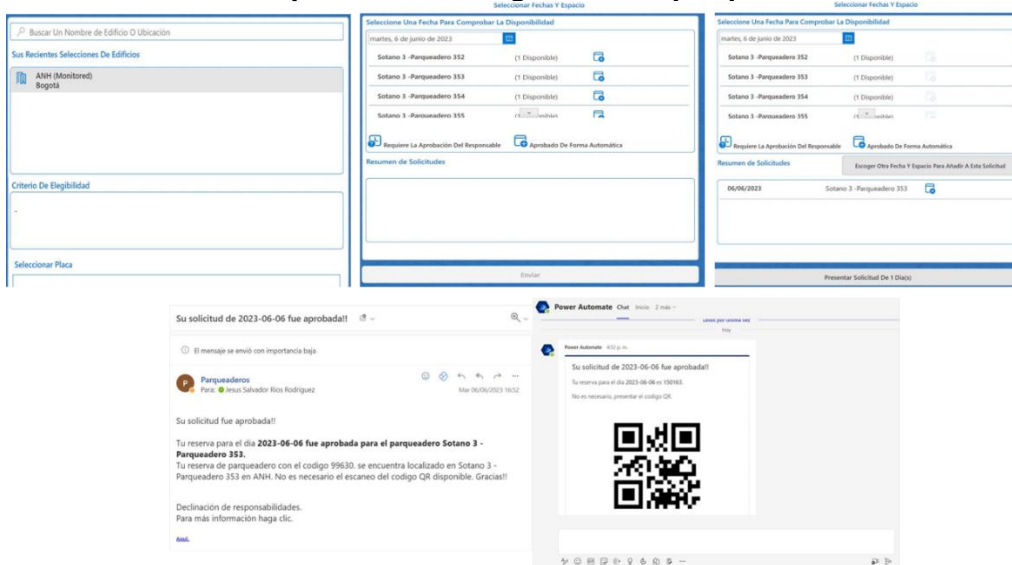 Buscar Un Nombre de Edificio O Ubicación
Sus Recientes Selecciones De Edificios
ANH (Monitored)
Bogotá
Criterio De Elegibilidad
-
Seleccionar Placa
Seleccionar Fechas Y Espacio
Seleccione Una Fecha Para Comprobar La Disponibilidad
martes, 6 de junio de 2023
Sotano 3 -Parqueadero 352 (1 Disponible)
Sotano 3 -Parqueadero 353 (1 Disponible)
Sotano 3 -Parqueadero 354 (1 Disponible)
Sotano 3 -Parqueadero 355
Requiere La Aprobación Del Responsable Aprobado De Forma Automática
Resumen de Solicitudes
Enviar
Seleccionar Fechas Y Espacio
Seleccione Una Fecha Para Comprobar La Disponibilidad
martes, 6 de junio de 2023
Sotano 3 -Parqueadero 352 (1 Disponible)
Sotano 3 -Parqueadero 353 (1 Disponible)
Sotano 3 -Parqueadero 354 (1 Disponible)
Sotano 3 -Parqueadero 355
Requiere La Aprobación Del Responsable Aprobado De Forma Automática
Resumen de Solicitudes Escoger Otra Fecha Y Espacio Para Añadir A Esta Solicitud
06/06/2023 Sotano 3 -Parqueadero 353
Presentar Solicitud De 1 Día(s)
Su solicitud de 2023-06-06 fue aprobada!!
El mensaje se envió con importancia baja
P
Parqueaderos
Para: Jesus Salvador Rios Rodriguez Mar 06/06/2023 16:52
Su solicitud fue aprobada!!
Tu reserva para el dia 2023-06-06 fue aprobada para el parqueadero Sotano 3 -
Parqueadero 353.
Tu reserva de parqueadero con el codigo 99630. se encuentra localizado en Sotano 3 -
Parqueadero 353 en ANH. No es necesario el escaneo del codigo QR disponible. Gracias!!
Declinación de responsabilidades.
Para más información haga clic.
Aquí.
Power Automate Chat Inicio 2 más
Hoy
Power Automate 4:52 p. m.
Su solicitud de 2023-06-06 fue aprobada!!
Tu reserva para el dia 2023-06-06 es 150163.
No es necesario, presentar el codigo QR.